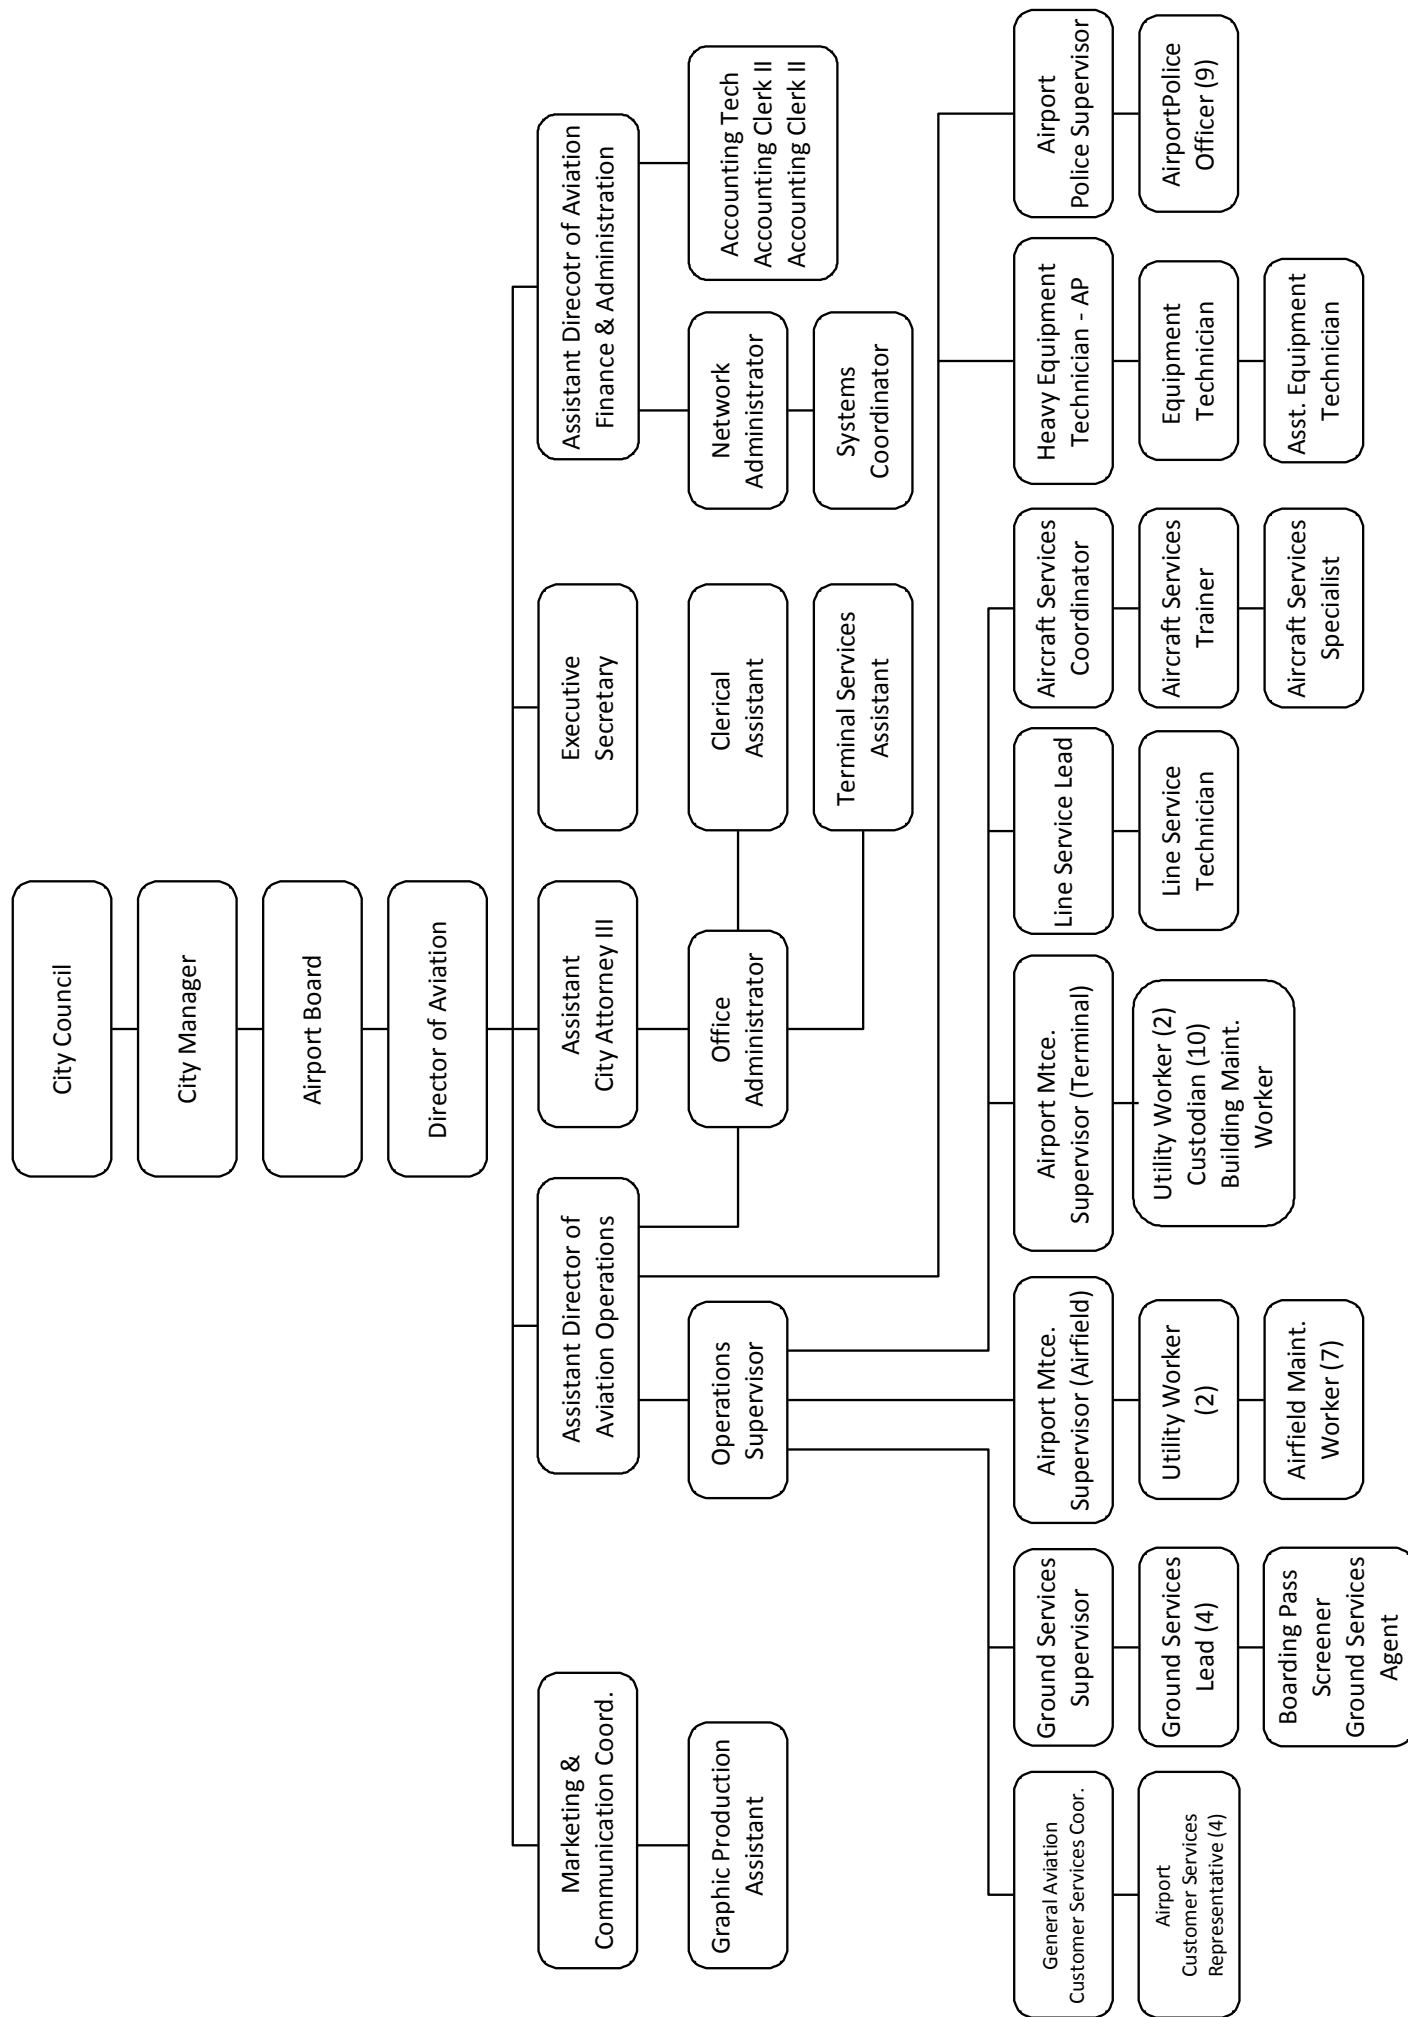 City Council
City Manager
Airport Board
Director of Aviation
Marketing &
Communication Coord.
Assistant Director of
Aviation Operations
Assistant
City Attorney III
Executive
Secretary
Assistant Direcotr of Aviation
Finance & Administration
Graphic Production
Assistant
Operations
Supervisor
Office
Administrator
Clerical
Assistant
Network
Administrator
Accounting Tech
Accounting Clerk II
Accounting Clerk II
Terminal Services
Assistant
Systems
Coordinator
General Aviation
Customer Services Coor.
Ground Services
Supervisor
Airport Mtce.
Supervisor (Airfield)
Airport Mtce.
Supervisor (Terminal)
Line Service Lead
Aircraft Services
Coordinator
Heavy Equipment
Technician - AP
Airport
Police Supervisor
Airport
Customer Services
Representative (4)
Ground Services
Lead (4)
Utility Worker
(2)
Utility Worker (2)
Custodian (10)
Building Maint.
Worker
Line Service
Technician
Aircraft Services
Trainer
Equipment
Technician
AirportPolice
Officer (9)
Boarding Pass
Screener
Ground Services
Agent
Airfield Maint.
Worker (7)
Aircraft Services
Specialist
Asst. Equipment
Technician